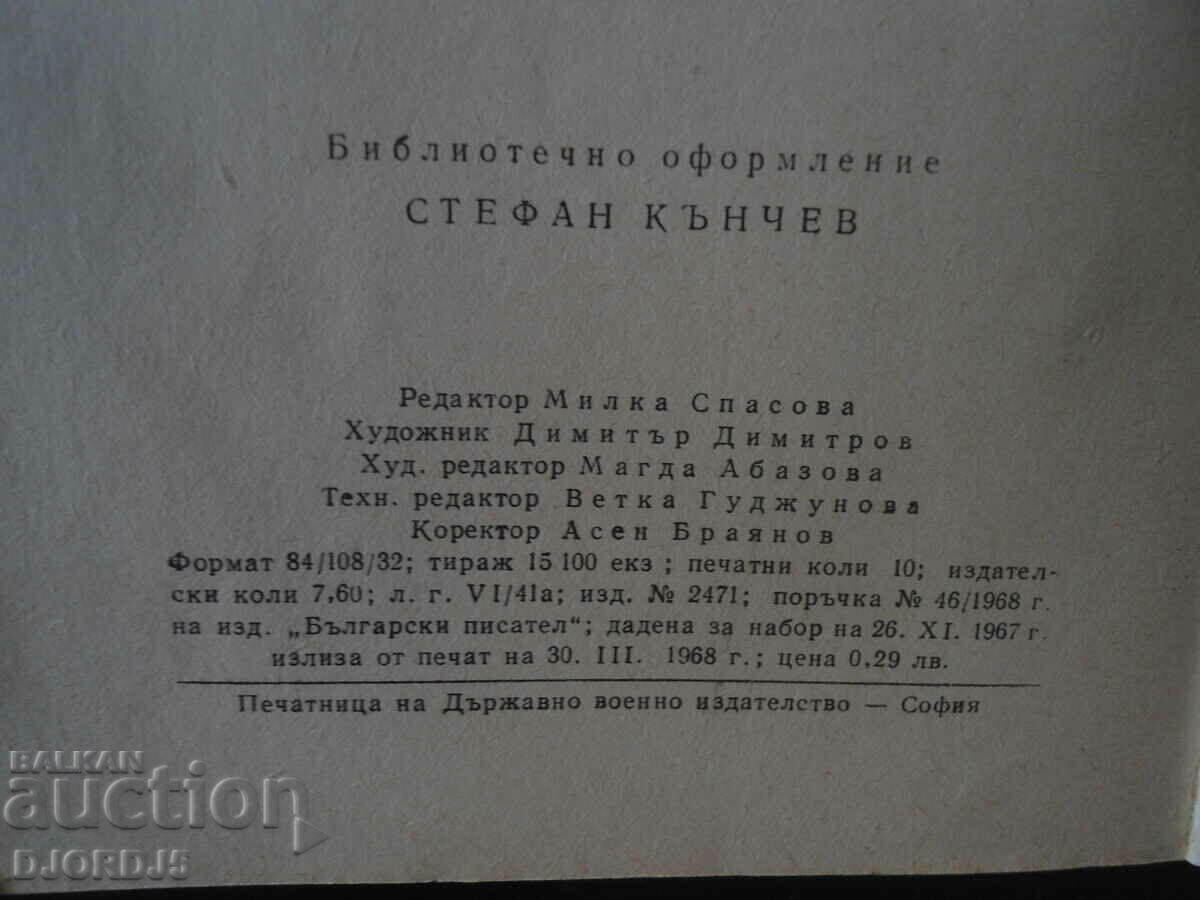 Библиотечно оформление
СТЕФАН КЪНЧЕВ
Редактор Милка Спасова
Художник Димитър Димитров
Худ. редактор Магда Абазова
Техн. редактор Ветка Гуджунова
Коректор Асен Браянов
Формат 84/108/32; тираж 15 100 екз ; печатни коли 10; издател-
ски коли 7,60; л. г. VI/41а; изд. № 2471; поръчка № 46/1968 г.
на изд. „Български писател“; дадена за набор на 26. XI. 1967 г.
излиза от печат на 30. III. 1968 г.; цена 0,29 лв.
Печатница на Държавно военно издателство — София
BALKAN
auction
DJORDJ5